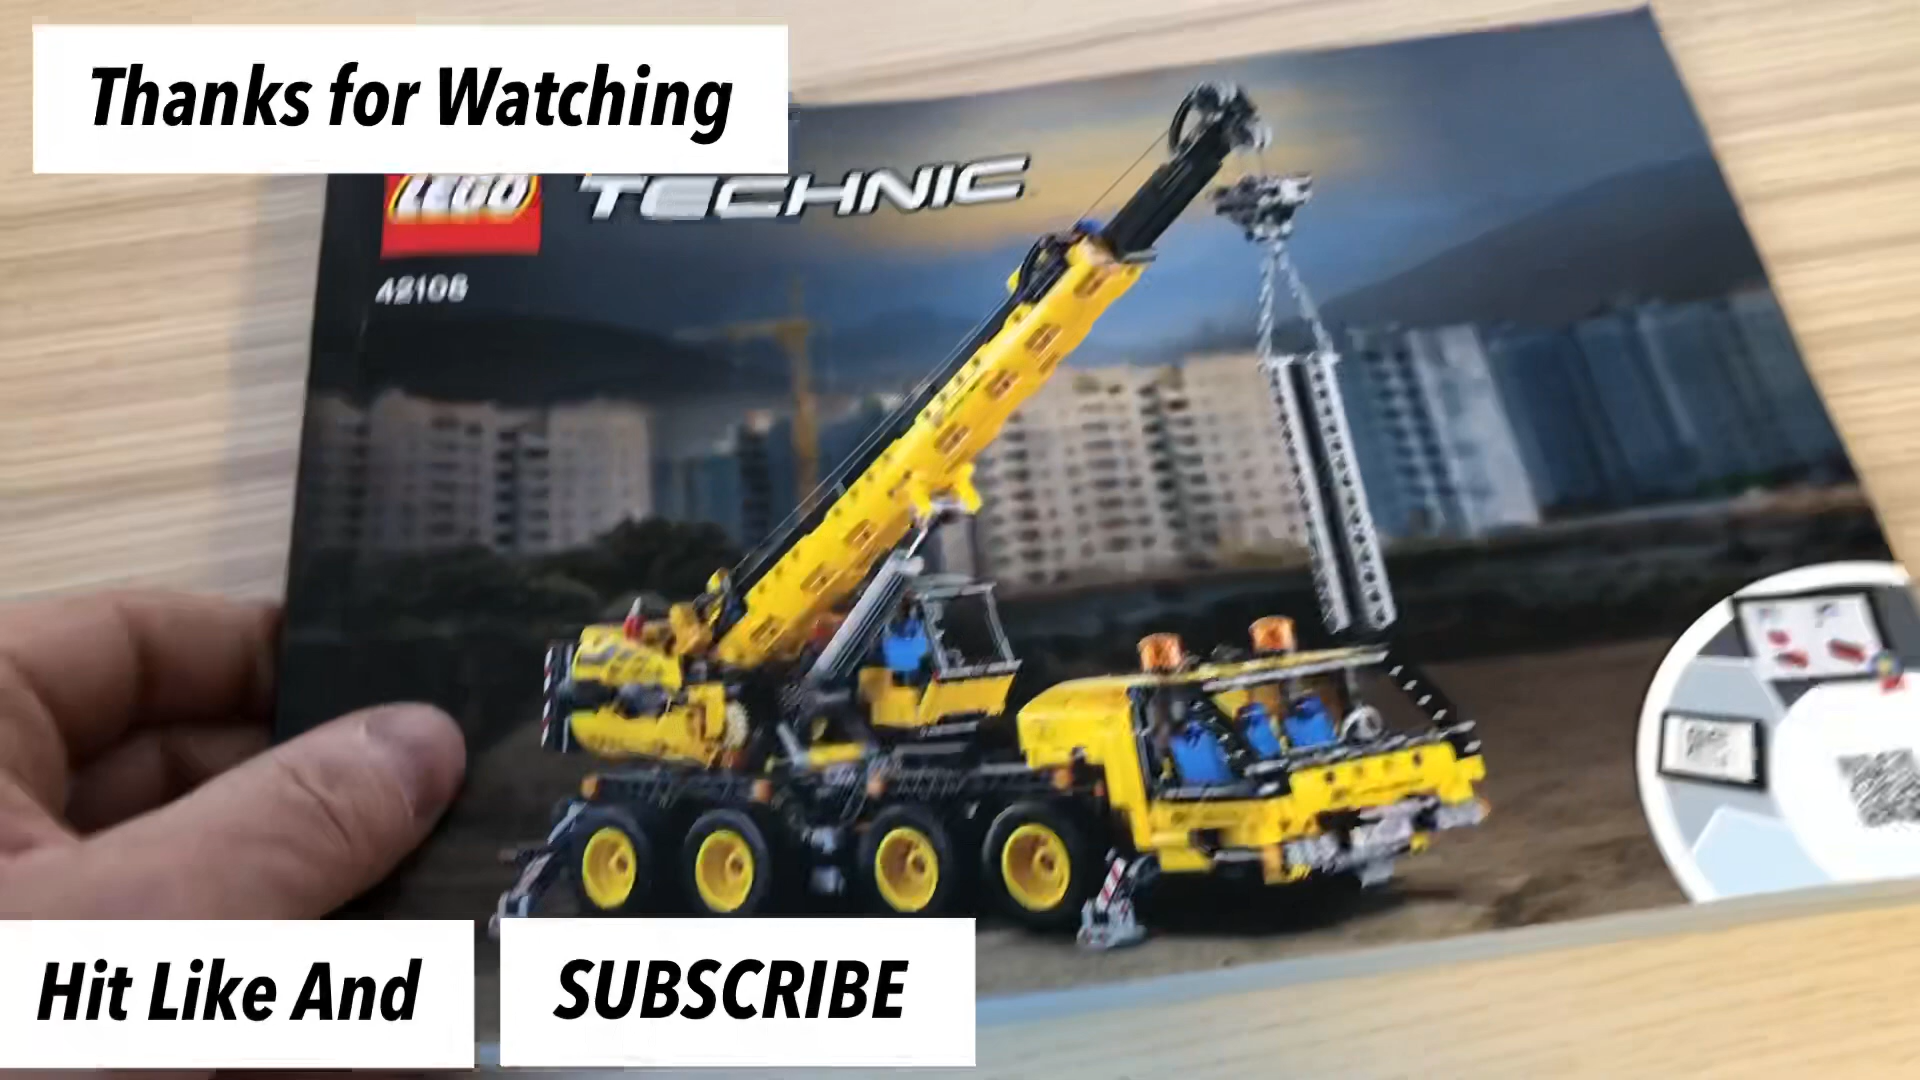 Thanks for Watching
LEGO TECHNIC
42108
Hit Like And
SUBSCRIBE